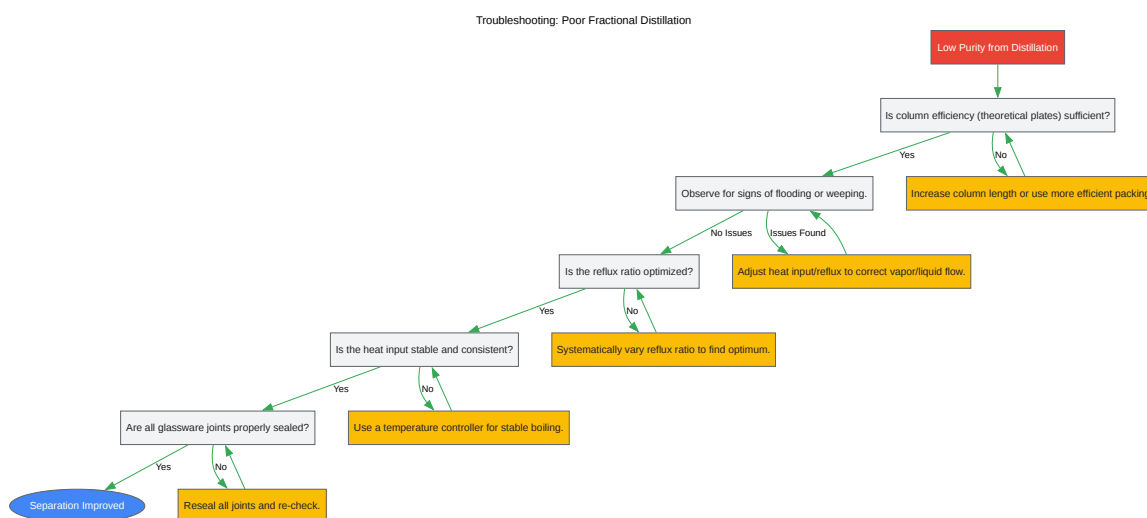 Troubleshooting: Poor Fractional Distillation
Low Purity from Distillation
Is column efficiency (theoretical plates) sufficient?
Yes
No
Observe for signs of flooding or weeping.
Increase column length or use more efficient packing
No Issues
Issues Found
Is the reflux ratio optimized?
Adjust heat input/reflux to correct vapor/liquid flow.
Yes
No
Is the heat input stable and consistent?
Systematically vary reflux ratio to find optimum.
Yes
No
Are all glassware joints properly sealed?
Use a temperature controller for stable boiling.
Yes
No
Separation Improved
Reseal all joints and re-check.